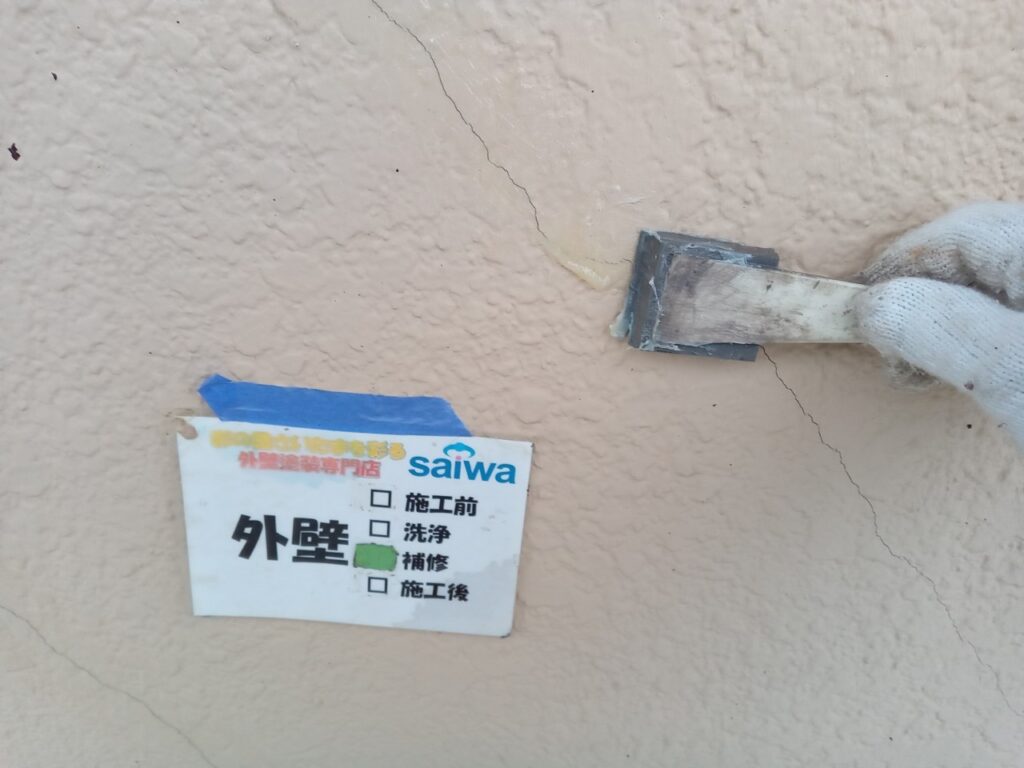 外壁塗装専門店
saiwa
外壁
□ 施工前
□ 洗浄
補修
□ 施工後